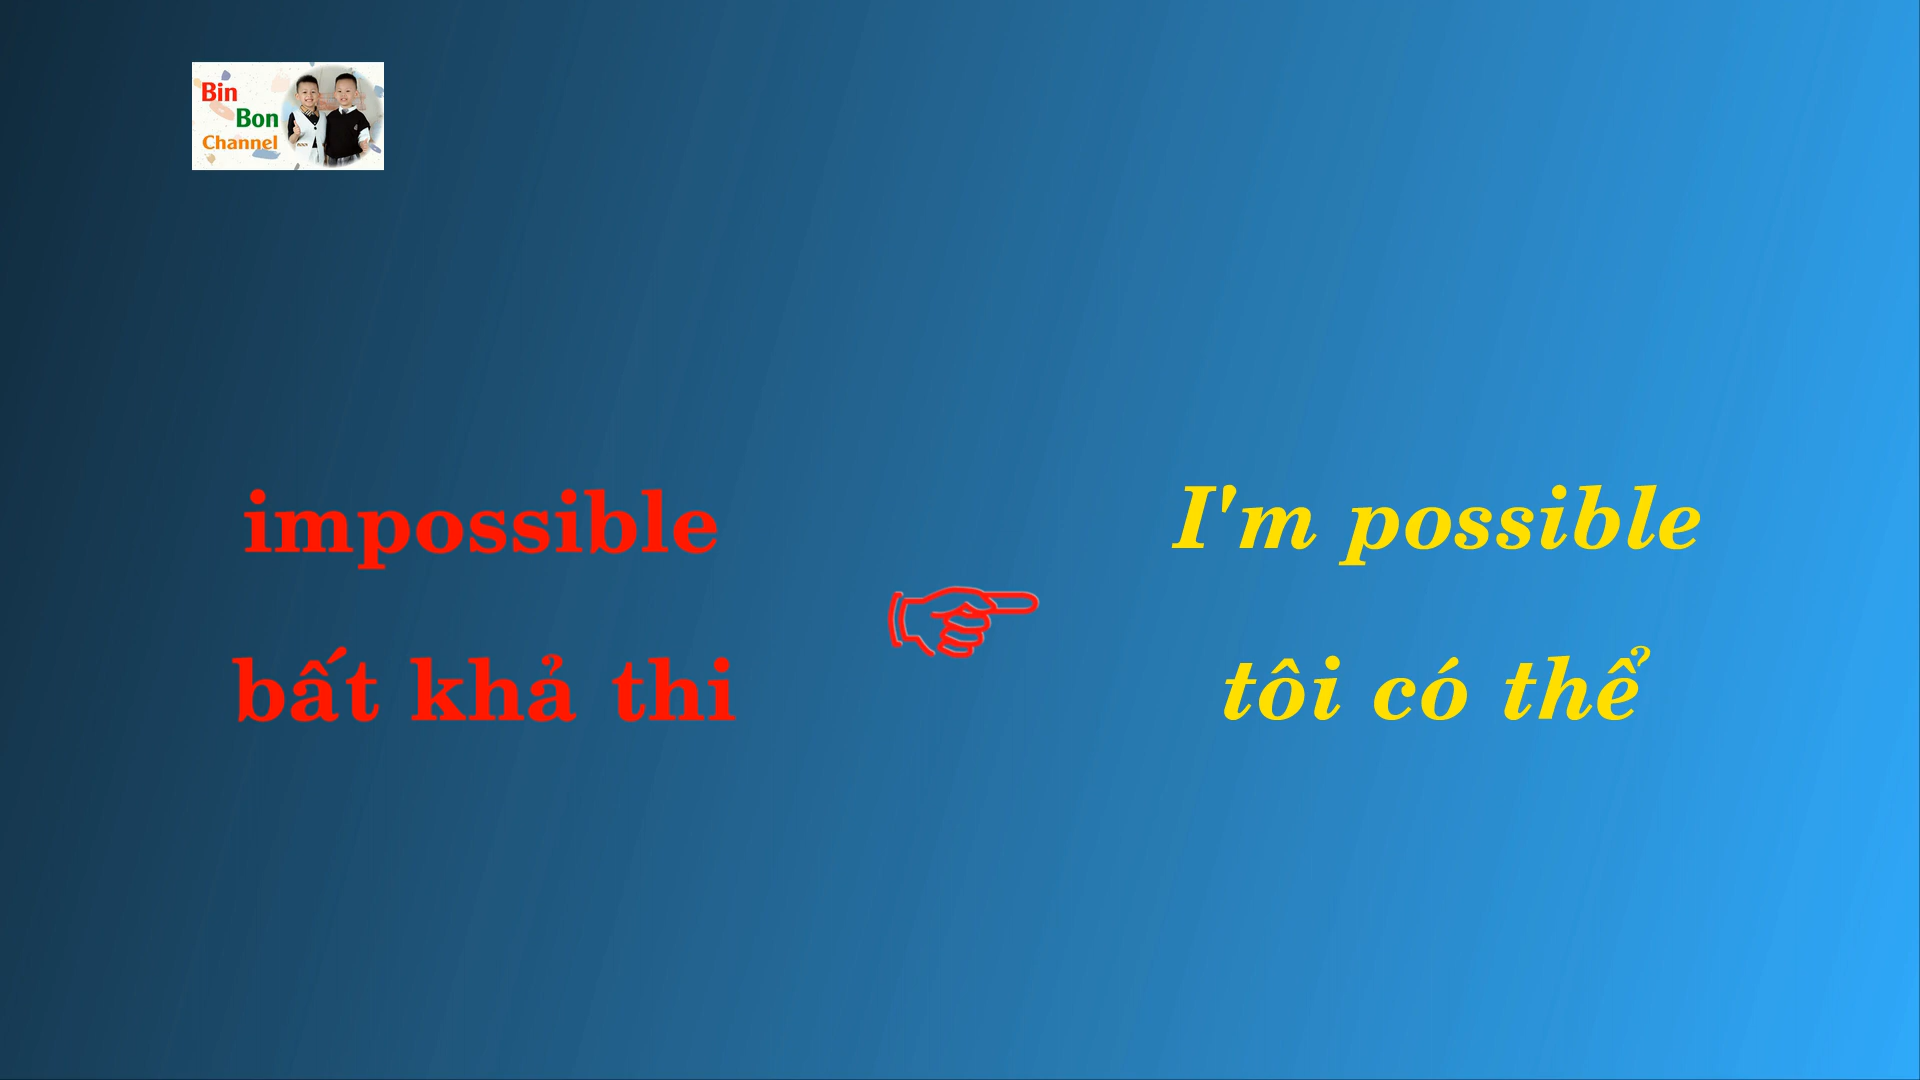 Bin
Bon
Channel
impossible
bất khả thi
I'm possible
tôi có thể